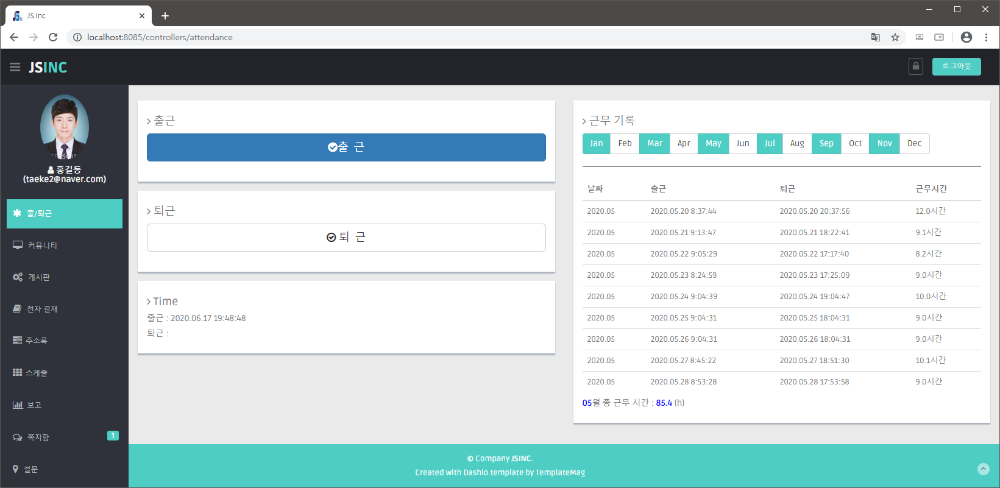 JS.Inc
localhost:8085/controllers/attendance
JSINC
로그아웃
홍길동
(taeke2@naver.com)
출/퇴근
커뮤니티
게시판
전자 결재
주소록
스케줄
보고
쪽지함 1
설문
출근
출 근
퇴근
퇴 근
Time
출근 : 2020.06.17 19:48:48
퇴근 :
근무 기록
Jan Feb Mar Apr May Jun Jul Aug Sep Oct Nov Dec
날짜 출근 퇴근 근무시간
2020.05 2020.05.20 8:37:44 2020.05.20 20:37:56 12.0시간
2020.05 2020.05.21 9:13:47 2020.05.21 18:22:41 9.1시간
2020.05 2020.05.22 9:05:29 2020.05.22 17:17:40 8.2시간
2020.05 2020.05.23 8:24:59 2020.05.23 17:25:09 9.0시간
2020.05 2020.05.24 9:04:39 2020.05.24 19:04:47 10.0시간
2020.05 2020.05.25 9:04:31 2020.05.25 18:04:31 9.0시간
2020.05 2020.05.26 9:04:31 2020.05.26 18:04:31 9.0시간
2020.05 2020.05.27 8:45:22 2020.05.27 18:51:30 10.1시간
2020.05 2020.05.28 8:53:28 2020.05.28 17:53:58 9.0시간
05월 총 근무 시간 : 85.4 (h)
© Company JSINC.
Created with Dashio template by TemplateMag